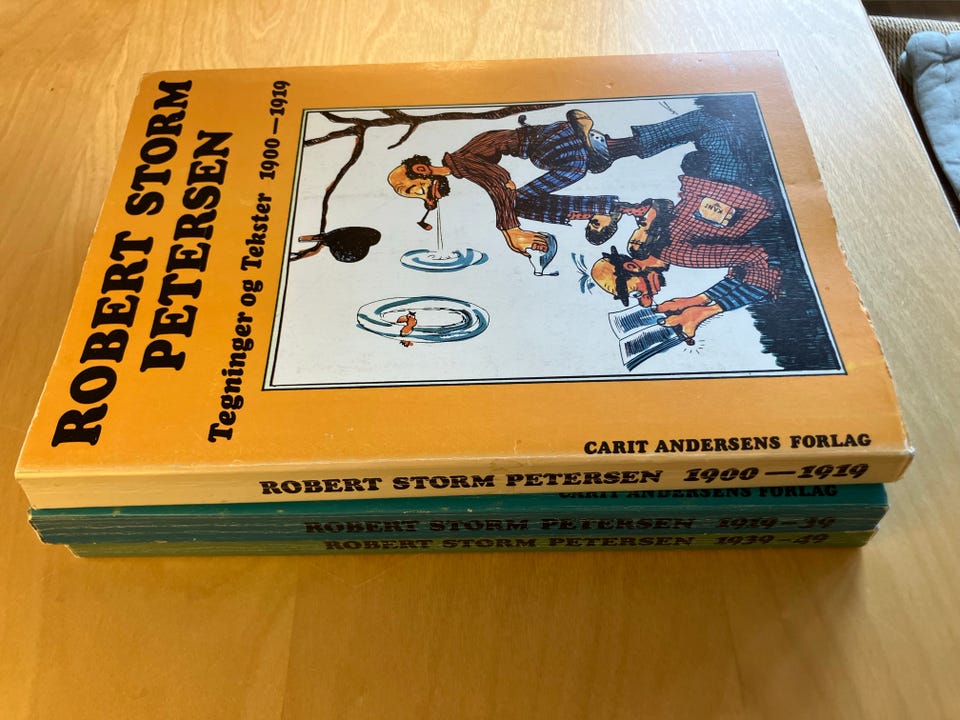 ROBERT STORM
PETERSEN
Tegninger og Tekster 1900—1919
KANT
CARIT ANDERSENS FORLAG
ROBERT STORM PETERSEN 1900—1919
CARIT ANDERSENS FORLAG
ROBERT STORM PETERSEN 1919—39
ROBERT STORM PETERSEN 1939—49